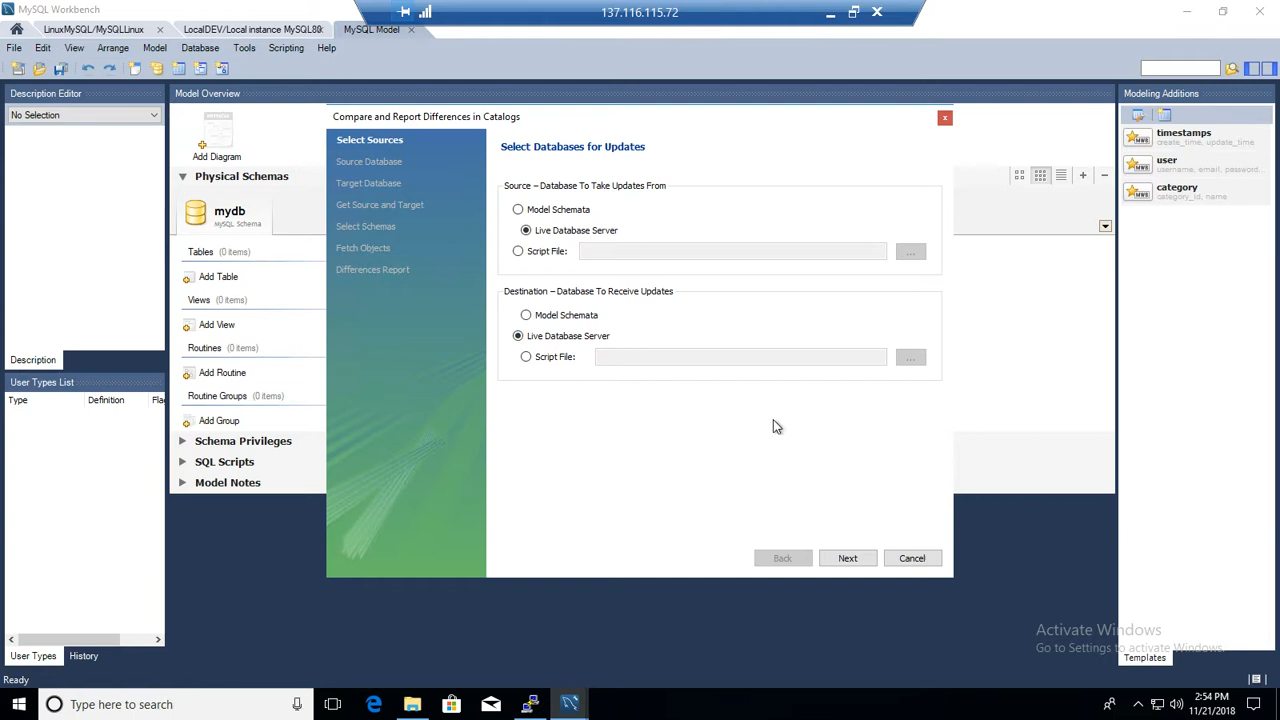 MySQL Workbench
137.116.115.72
LinuxMySQL/MySQLLinux
LocalDEV/Local instance MySQL80
MySQL Model
File Edit View Arrange Model Database Tools Scripting Help
Description Editor
No Selection
Description
User Types List
Type Definition Flag
User Types History
Ready
Model Overview
Add Diagram
Physical Schemas
mydb
MySQL Schema
Tables (0 items)
Add Table
Views (0 items)
Add View
Routines (0 items)
Add Routine
Routine Groups (0 items)
Add Group
Schema Privileges
SQL Scripts
Model Notes
Compare and Report Differences in Catalogs
Select Sources
Source Database
Target Database
Get Source and Target
Select Schemas
Fetch Objects
Differences Report
Select Databases for Updates
Source – Database To Take Updates From
Model Schemata
Live Database Server
Script File:
...
Destination – Database To Receive Updates
Model Schemata
Live Database Server
Script File:
...
Back Next Cancel
Modeling Additions
timestamps
create_time, update_time
user
username, email, password
category
category_id, name
Activate Windows
Go to Settings to activate Windows.
Templates
Type here to search
2:54 PM
11/21/2018